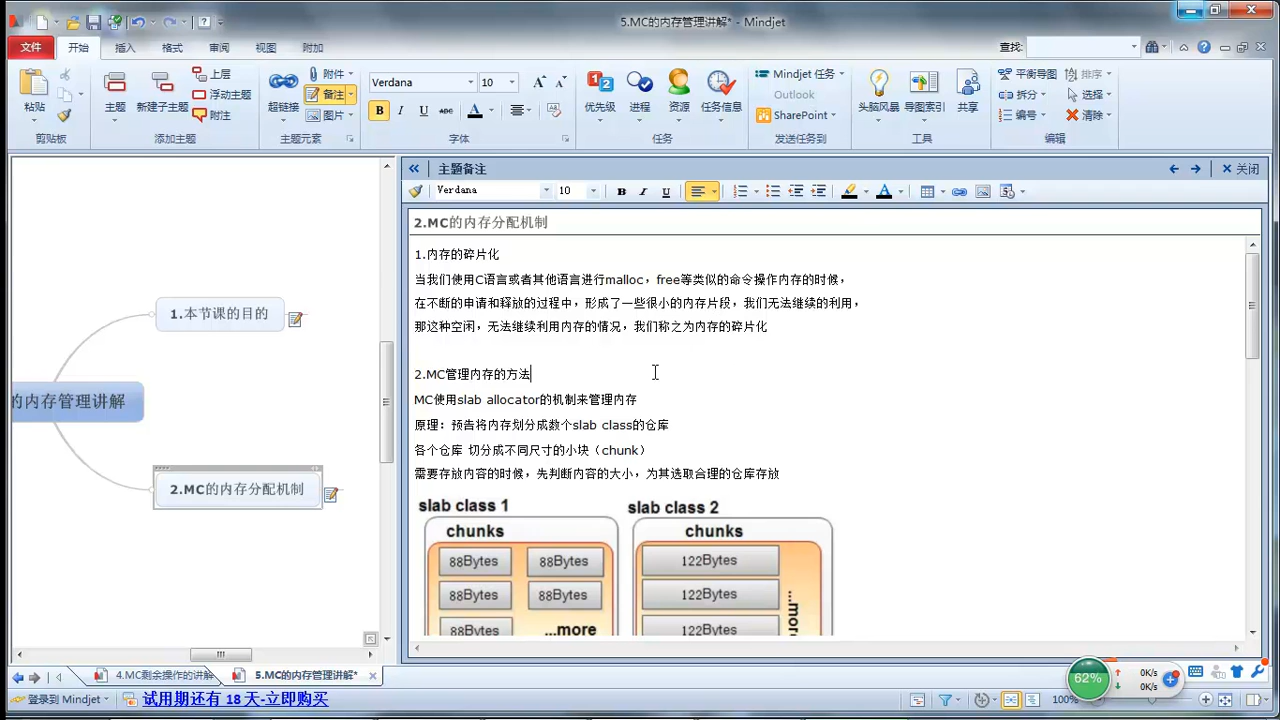 5.MC的内存管理讲解* - Mindjet
文件 开始 插入 格式 审阅 视图 附加 查找:
粘贴 主题 新建子主题 上层 浮动主题 附注 超链接 附件 备注 图片 Verdana 10 优先级 进程 资源 任务信息 Mindjet 任务 Outlook SharePoint 头脑风暴 导图索引 共享 平衡导图 拆分 编号 排序 选择 清除
剪贴板 添加主题 主题元素 字体 任务 发送任务到 工具 编辑
主题备注 关闭
Verdana 10
2.MC的内存分配机制
1.内存的碎片化
当我们使用C语言或者其他语言进行malloc，free等类似的命令操作内存的时候，
在不断的申请和释放的过程中，形成了一些很小的内存片段，我们无法继续的利用，
那这种空闲，无法继续利用内存的情况，我们称之为内存的碎片化
2.MC管理内存的方法
MC使用slab allocator的机制来管理内存
原理：预告将内存划分成数个slab class的仓库
各个仓库 切分成不同尺寸的小块（chunk）
需要存放内容的时候，先判断内容的大小，为其选取合理的仓库存放
slab class 1
chunks
88Bytes 88Bytes
88Bytes 88Bytes
88Bytes ...more
slab class 2
chunks
122Bytes
122Bytes
122Bytes
...more
1.本节课的目的
的内存管理讲解
2.MC的内存分配机制
4.MC剩余操作的讲解 5.MC的内存管理讲解*
登录到 Mindjet 试用期还有 18 天-立即购买
62% 0K/s
0K/s
100%